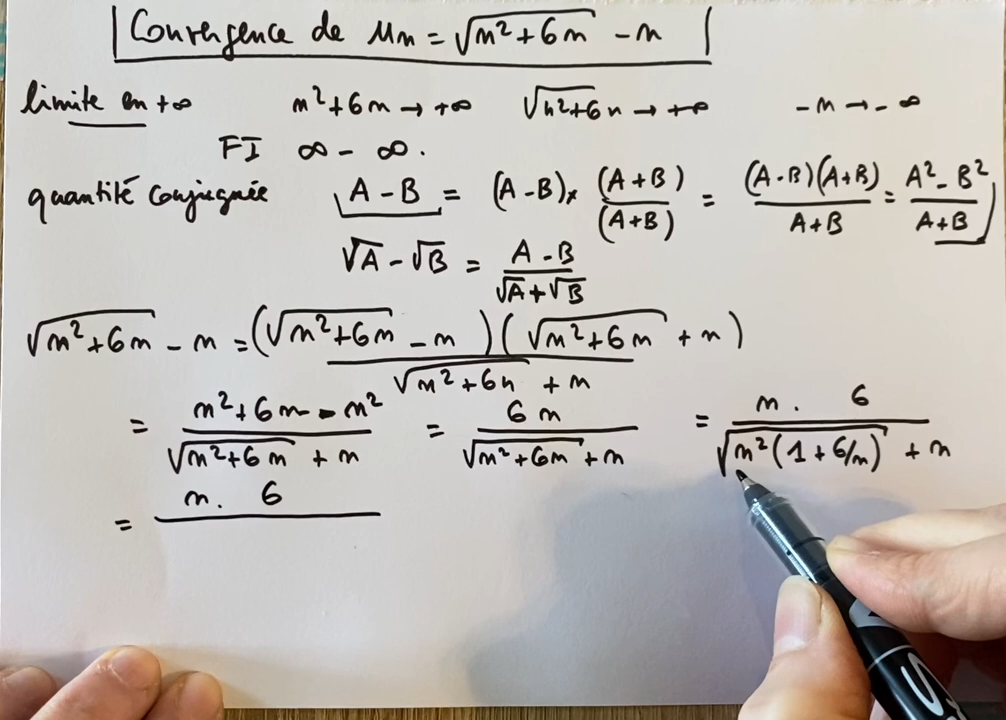 Convergence de un = √(n²+6n) - n
limite en +∞ n²+6n → +∞ √(n²+6n) → +∞ -n → -∞
FI ∞ - ∞.
quantité conjuguée A - B = (A-B)× (A+B)/(A+B) = (A-B)(A+B)/(A+B) = (A²-B²)/(A+B)
√A - √B = (A-B)/(√A+√B)
√(n²+6n) - n = (√(n²+6n) - n)(√(n²+6n) + n)/(√(n²+6n) + n)
= (n²+6n-n²)/(√(n²+6n) + n) = 6n/(√(n²+6n) + n) = n. 6/(√(n²(1+6/n)) + n)
= n. 6